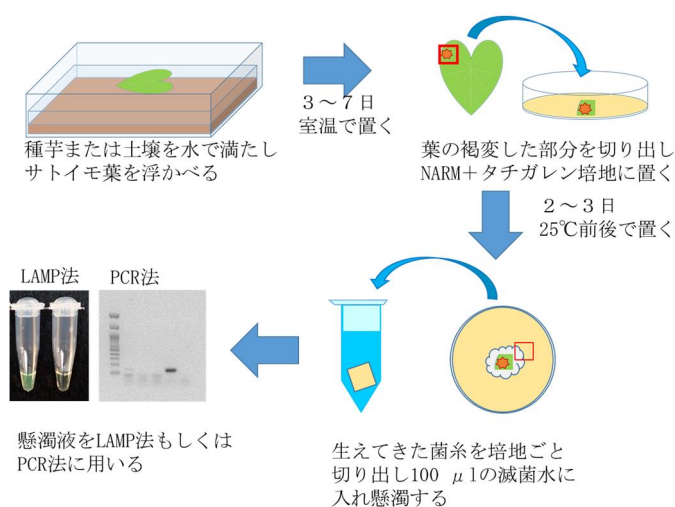 種芋または土壌を水で満たし
サトイモ葉を浮かべる
３～７日
室温で置く
葉の褐変した部分を切り出し
NARM＋タチガレン培地に置く
２～３日
25℃前後で置く
生えてきた菌糸を培地ごと
切り出し100 μlの滅菌水に
入れ懸濁する
LAMP法
PCR法
懸濁液をLAMP法もしくは
PCR法に用いる